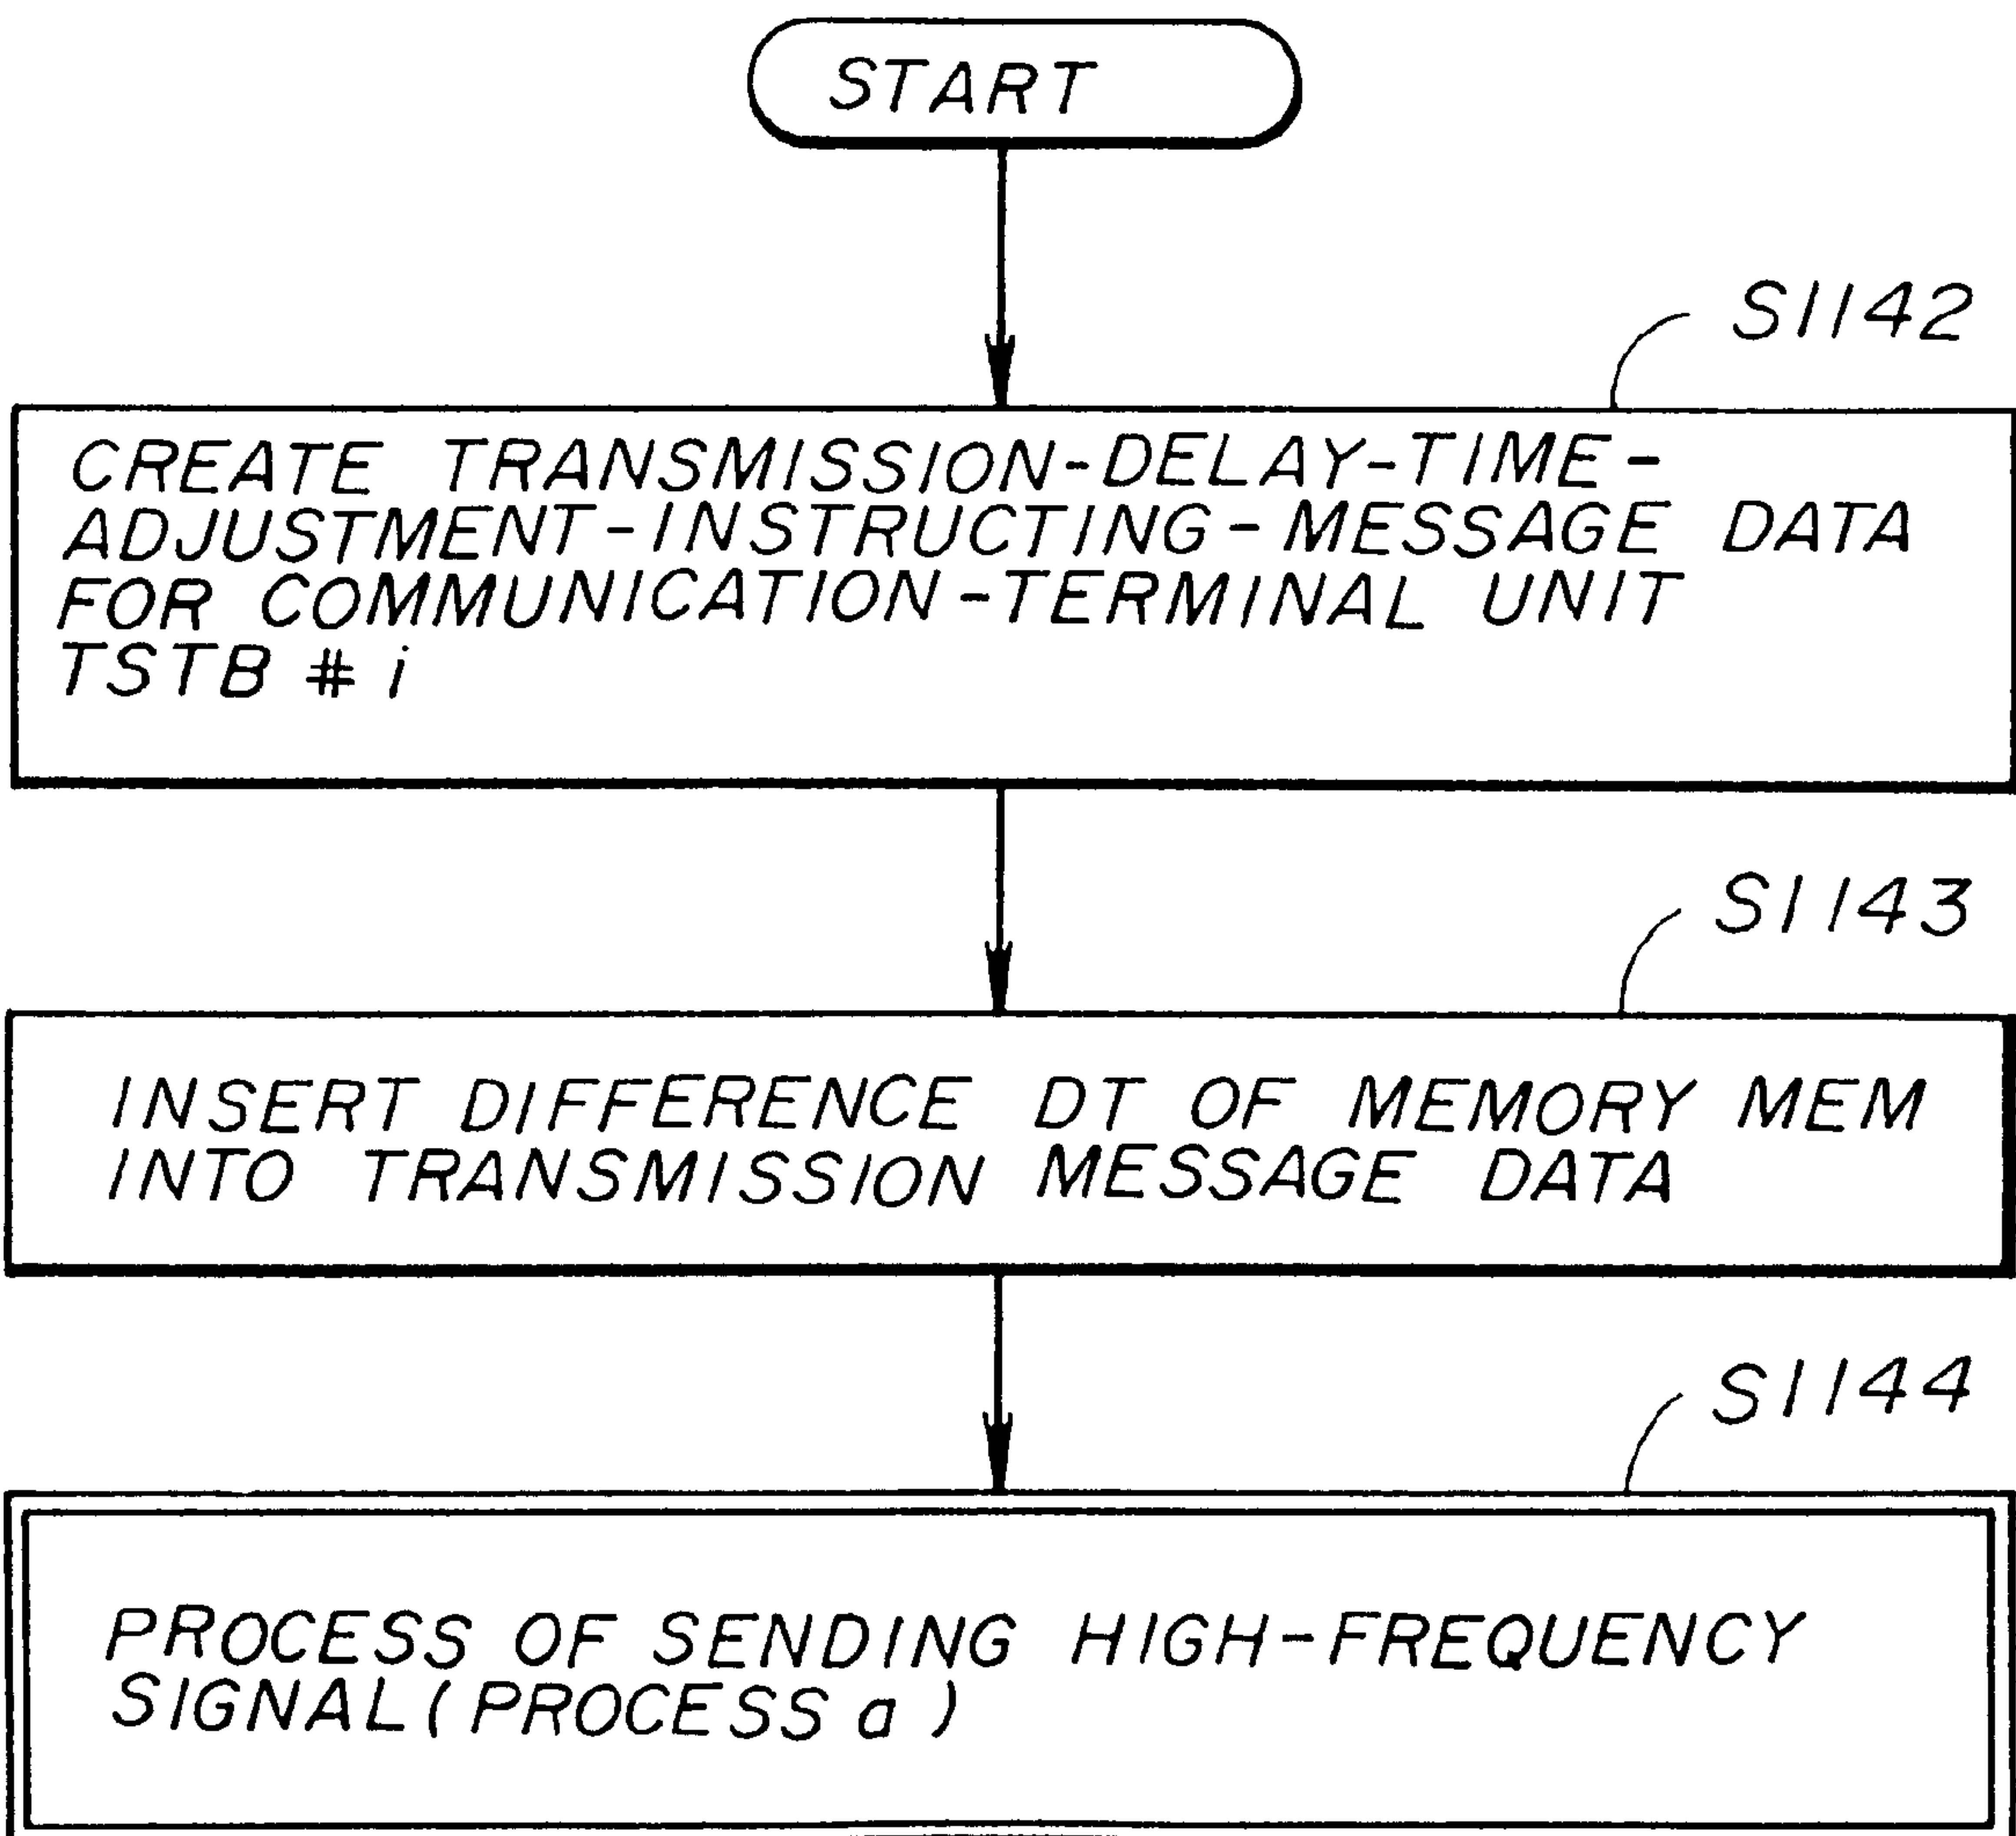 START
S1142
CREATE TRANSMISSION-DELAY-TIME-
ADJUSTMENT-INSTRUCTING-MESSAGE DATA
FOR COMMUNICATION-TERMINAL UNIT
TSTB # i
S1143
INSERT DIFFERENCE DT OF MEMORY MEM
INTO TRANSMISSION MESSAGE DATA
S1144
PROCESS OF SENDING HIGH-FREQUENCY
SIGNAL(PROCESS a)